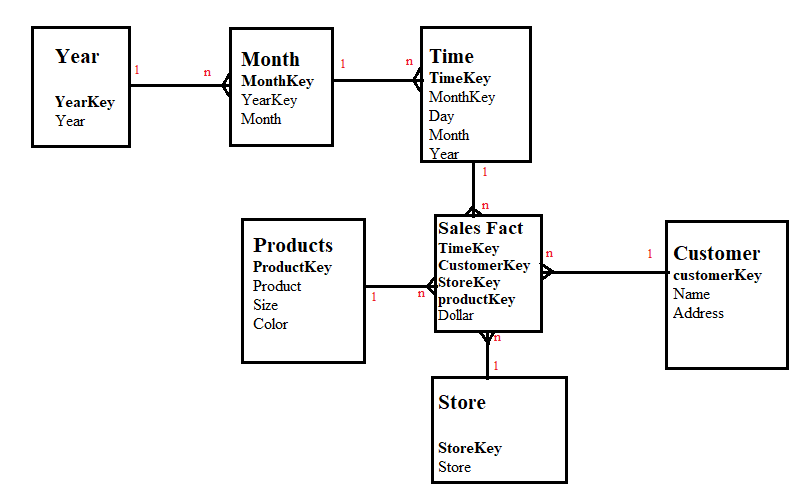 Year
YearKey
Year
1
n
Month
MonthKey
YearKey
Month
1
n
Time
TimeKey
MonthKey
Day
Month
Year
1
n
Products
ProductKey
Product
Size
Color
1
n
Sales Fact
TimeKey
CustomerKey
StoreKey
productKey
Dollar
n
1
Customer
customerKey
Name
Address
n
1
Store
StoreKey
Store